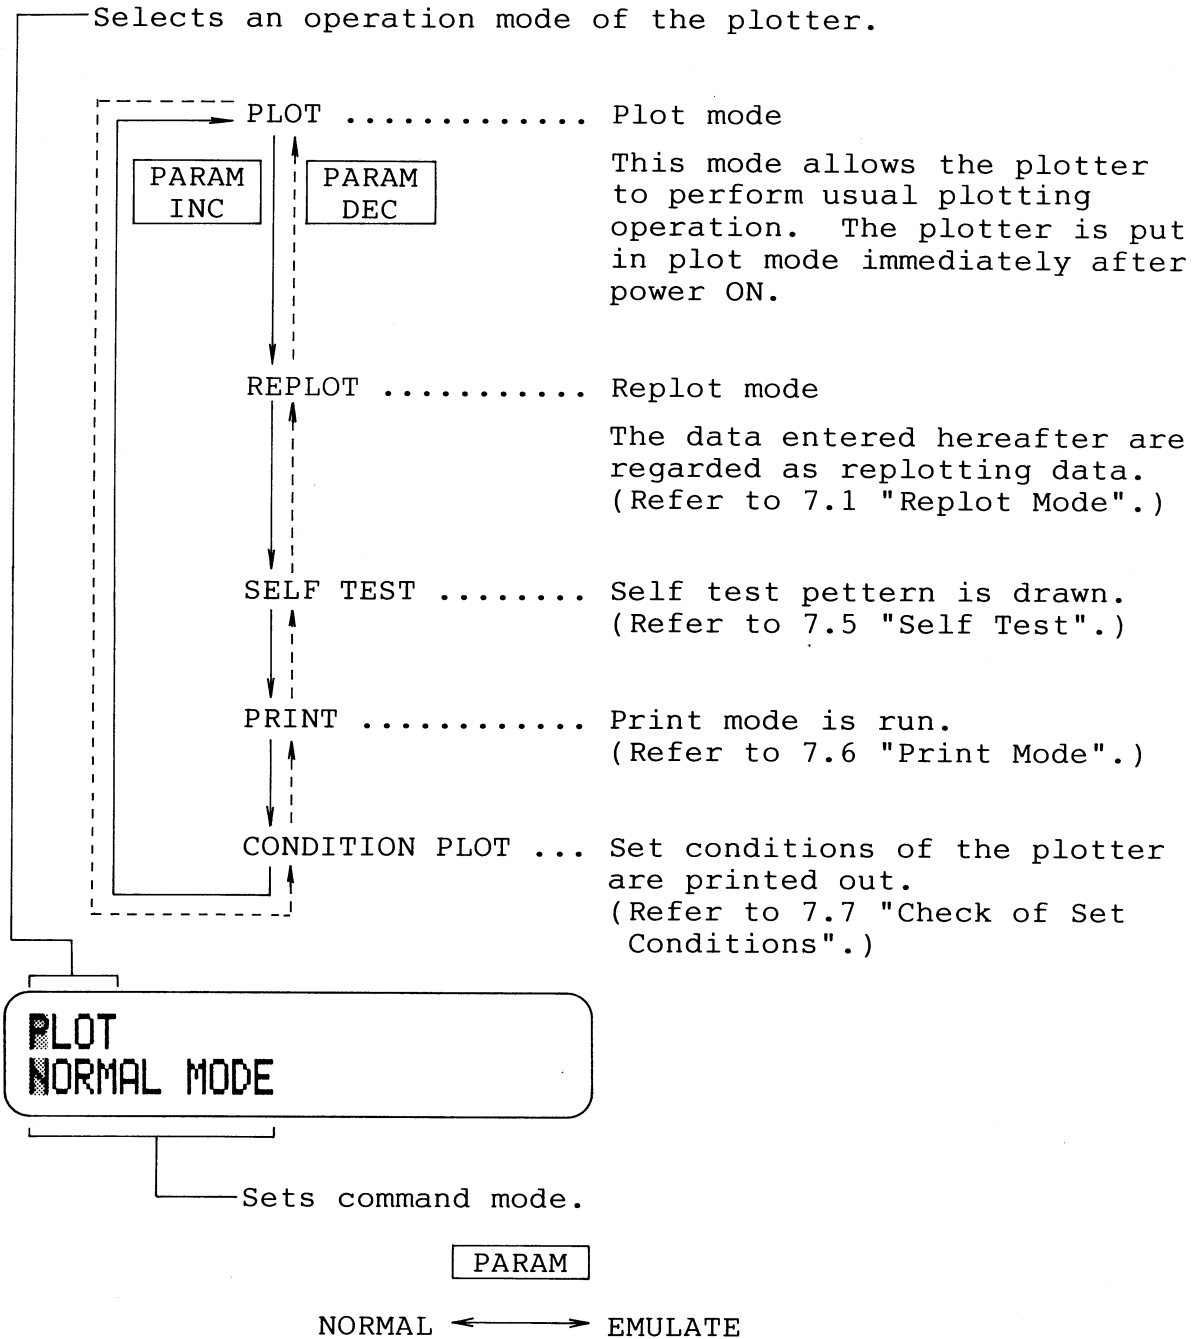 Selects an operation mode of the plotter.
PLOT ............. Plot mode
PARAM
INC
PARAM
DEC
This mode allows the plotter
to perform usual plotting
operation. The plotter is put
in plot mode immediately after
power ON.
REPLOT ........... Replot mode
The data entered hereafter are
regarded as replotting data.
(Refer to 7.1 "Replot Mode".)
SELF TEST ........ Self test pettern is drawn.
(Refer to 7.5 "Self Test".)
PRINT ............ Print mode is run.
(Refer to 7.6 "Print Mode".)
CONDITION PLOT ... Set conditions of the plotter
are printed out.
(Refer to 7.7 "Check of Set
Conditions".)
PLOT
NORMAL MODE
Sets command mode.
PARAM
NORMAL ⟷ EMULATE